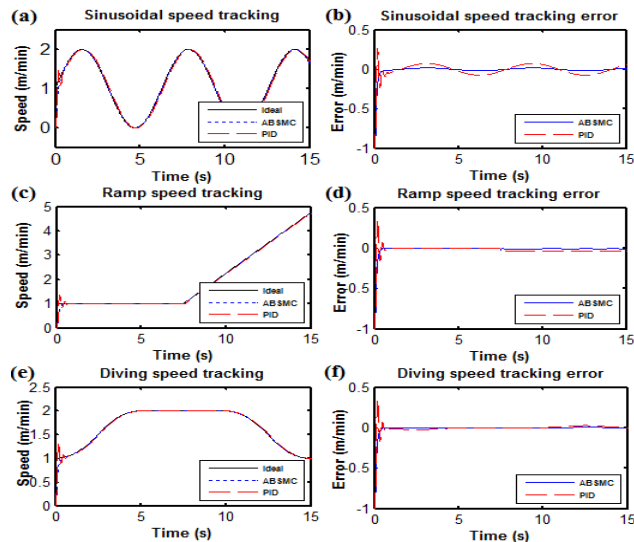 (a)
Sinusoidal speed tracking
Speed (m/min)
2
1
0
0
5
10
15
Time (s)
Ideal
ABSMC
PID
(b)
Sinusoidal speed tracking error
Error (m/min)
0.5
0
-0.5
-1
0
5
10
15
Time (s)
ABSMC
PID
(c)
Ramp speed tracking
Speed (m/min)
5
4
3
2
1
0
0
5
10
15
Time (s)
Ideal
ABSMC
PID
(d)
Ramp speed tracking error
Error (m/min)
0.5
0
-0.5
-1
0
5
10
15
Time (s)
ABSMC
PID
(e)
Diving speed tracking
Speed (m/min)
2.5
2
1.5
1
0.5
0
0
5
10
15
Time (s)
Ideal
ABSMC
PID
(f)
Diving speed tracking error
Error (m/min)
0.5
0
-0.5
-1
0
5
10
15
Time (s)
ABSMC
PID